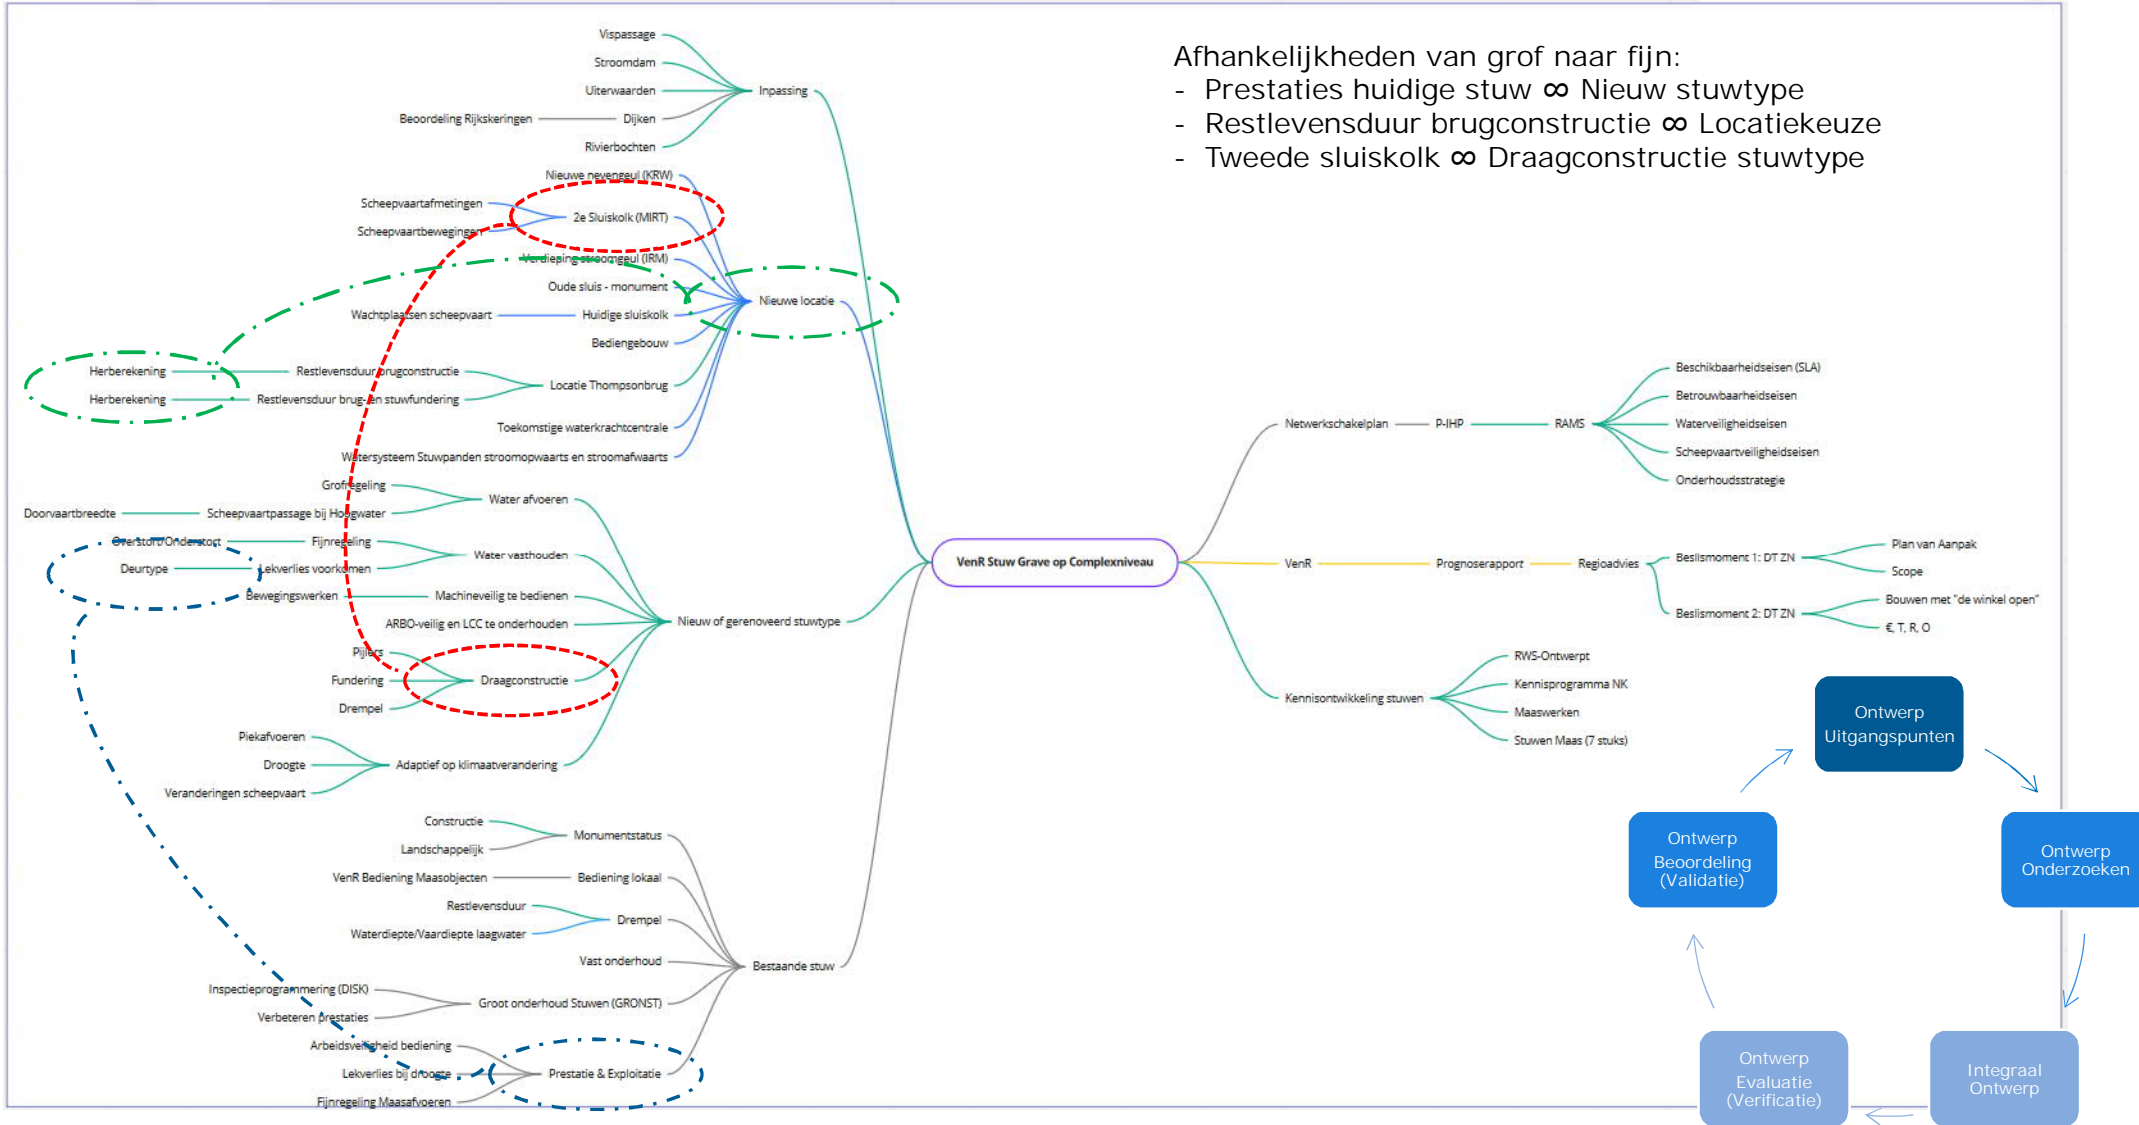 Afhankelijkheden van grof naar fijn:
- Prestaties huidige stuw ∞ Nieuw stuwtype
- Restlevensduur brugconstructie ∞ Locatiekeuze
- Tweede sluiskolk ∞ Draagconstructie stuwtype
Vispassage
Stroomdam
Uiterwaarden
Inpassing
Beoordeling Rijkskeringen
Dijken
Rivierbochten
Nieuwe nevengeul (KRW)
Scheepvaartafmetingen
2e Sluiskolk (MIRT)
Scheepvaartbewegingen
Verdieping stroomgeul (IRM)
Oude sluis - monument
Nieuwe locatie
Wachtplaatsen scheepvaart
Huidige sluiskolk
Bediengebouw
Herberekening
Restlevensduur brugconstructie
Locatie Thompsonbrug
Herberekening
Restlevensduur brug- en stuwfundering
Toekomstige waterkrachtcentrale
Watersysteem Stuwpanden stroomopwaarts en stroomafwaarts
Grofregeling
Water afvoeren
Doorvaartbreedte
Scheepvaartpassage bij Hoogwater
Overstort/Onderstort
Fijnregeling
Water vasthouden
Deurtype
Lekverlies voorkomen
Bewegingswerken
Machineveilig te bedienen
ARBO-veilig en LCC te onderhouden
Nieuw of gerenoveerd stuwtype
Pijlers
Fundering
Draagconstructie
Drempel
Piekafvoeren
Droogte
Adaptief op klimaatverandering
Veranderingen scheepvaart
Constructie
Monumentstatus
Landschappelijk
VenR Bediening Maasobjecten
Bediening lokaal
Restlevensduur
Drempel
Waterdiepte/Vaardiepte laagwater
Vast onderhoud
Bestaande stuw
Inspectieprogrammering (DISK)
Groot onderhoud Stuwen (GRONST)
Verbeteren prestaties
Arbeidsveiligheid bediening
Lekverlies bij droogte
Prestatie & Exploitatie
Fijnregeling Maasafvoeren
VenR Stuw Grave op Complexniveau
Netwerkschakelplan
P-IHP
RAMS
Beschikbaarheidseisen (SLA)
Betrouwbaarheidseisen
Waterveiligheidseisen
Scheepvaartveiligheidseisen
Onderhoudsstrategie
VenR
Prognoserapport
Regioadvies
Beslismoment 1: DT ZN
Plan van Aanpak
Scope
Beslismoment 2: DT ZN
Bouwen met "de winkel open"
€, T, R, O
Kennisontwikkeling stuwen
RWS-Ontwerpt
Kennisprogramma NK
Maaswerken
Stuwen Maas (7 stuks)
Ontwerp
Uitgangspunten
Ontwerp
Onderzoeken
Integraal
Ontwerp
Ontwerp
Evaluatie
(Verificatie)
Ontwerp
Beoordeling
(Validatie)